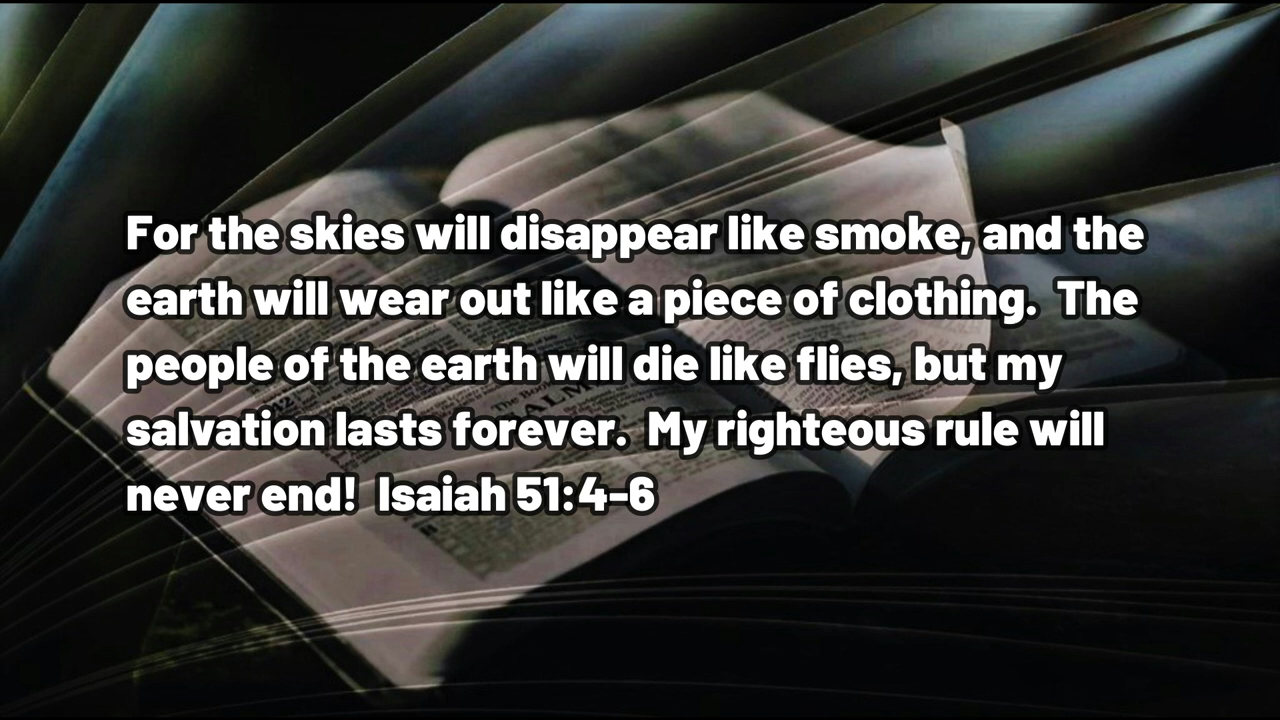 For the skies will disappear like smoke, and the
earth will wear out like a piece of clothing.  The
people of the earth will die like flies, but my
salvation lasts forever.  My righteous rule will
never end!  Isaiah 51:4-6